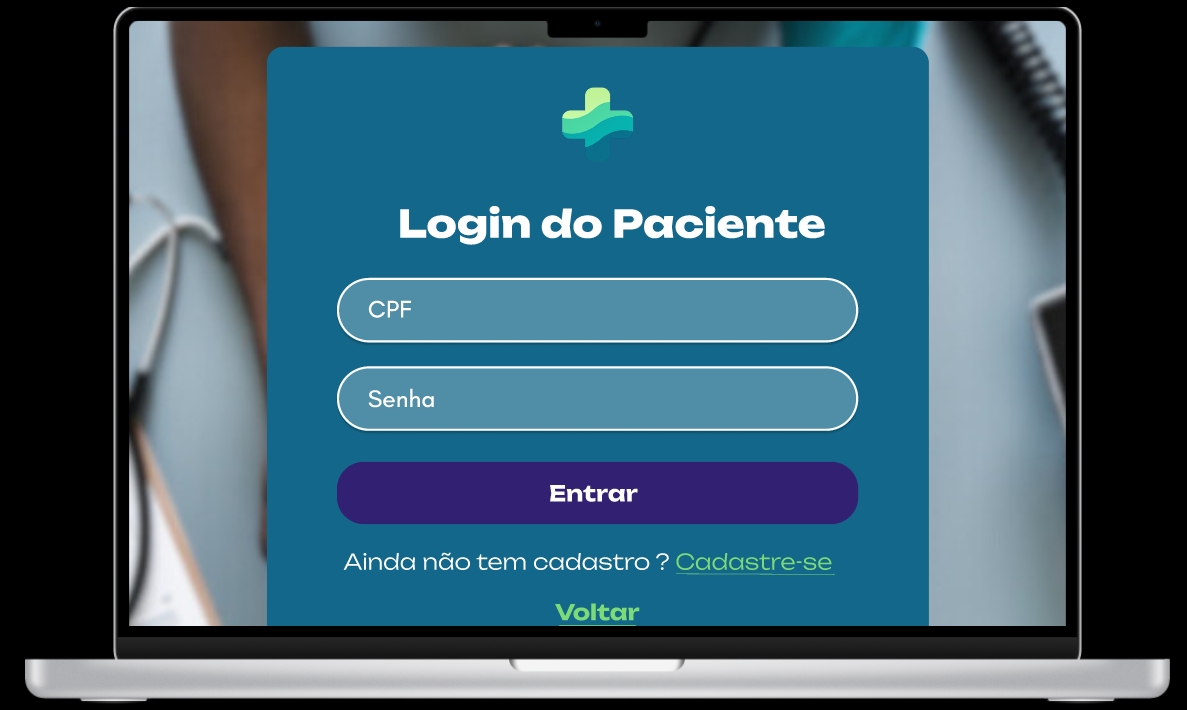 Login do Paciente
CPF
Senha
Entrar
Ainda não tem cadastro ? Cadastre-se
Voltar